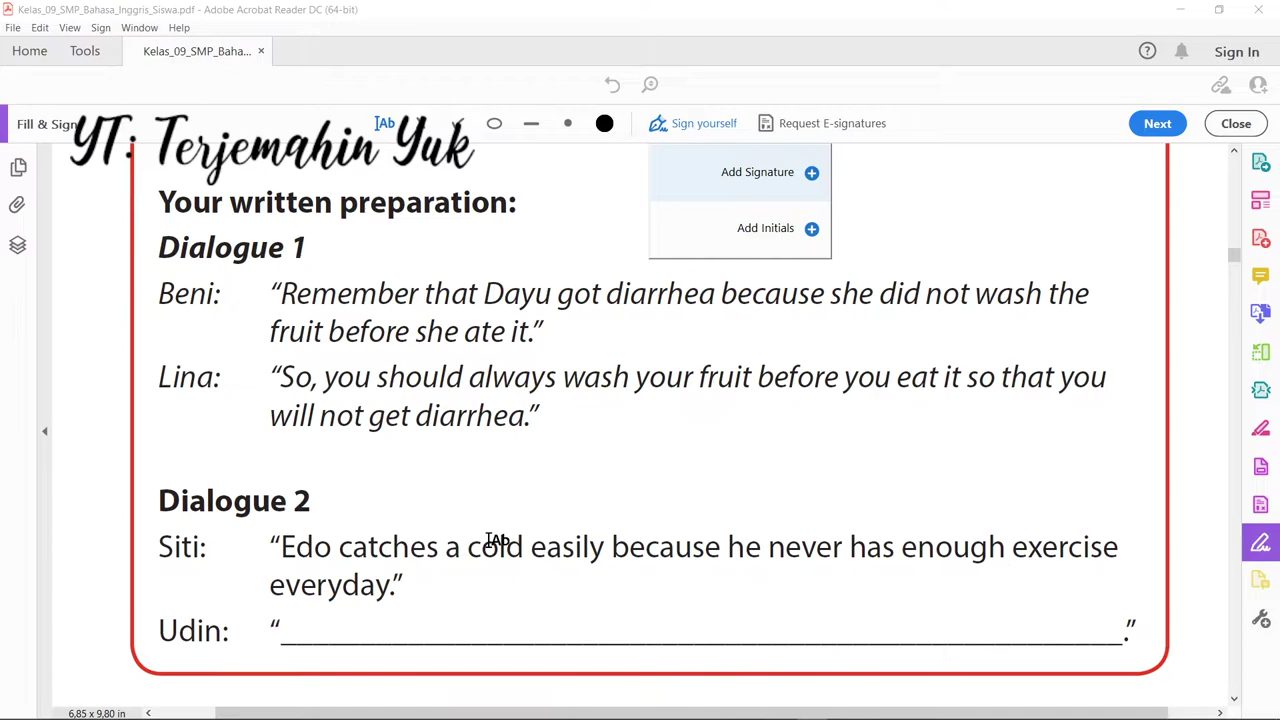 Kelas_09_SMP_Bahasa_Inggris_Siswa.pdf - Adobe Acrobat Reader DC (64-bit)
File Edit View Sign Window Help
Home Tools Kelas_09_SMP_Baha... × Sign In
Fill & Sign Ab Sign yourself Request E-signatures Next Close
YT: Terjemahin Yuk
Add Signature
Add Initials
Your written preparation:
Dialogue 1
Beni: “Remember that Dayu got diarrhea because she did not wash the
fruit before she ate it.”
Lina: “So, you should always wash your fruit before you eat it so that you
will not get diarrhea.”
Dialogue 2
Siti: “Edo catches a cold easily because he never has enough exercise
everyday.”
Udin: “______________________________________________________.”
6,85 x 9,80 in